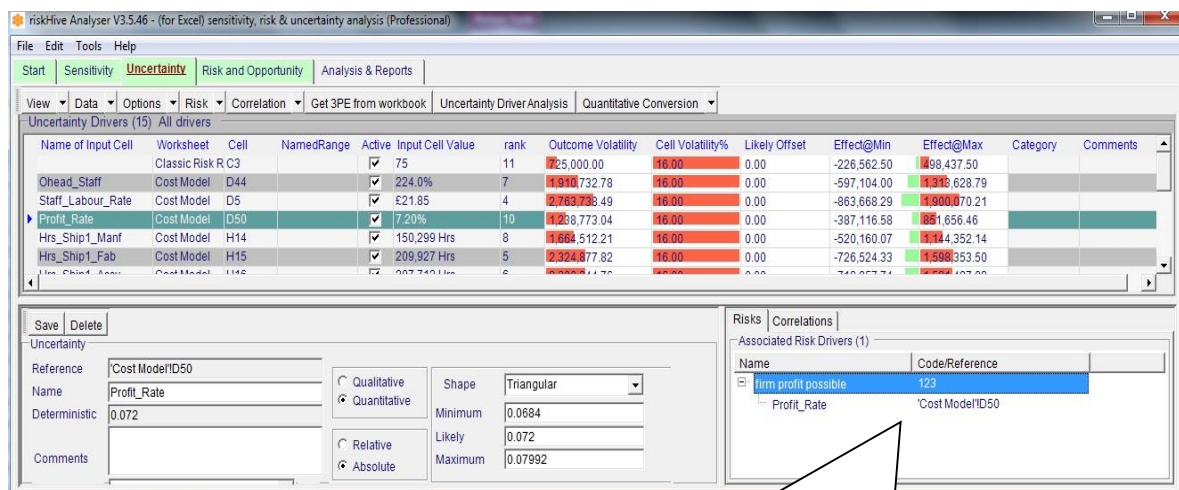 riskHive Analyser V3.5.46 - (for Excel) sensitivity, risk & uncertainty analysis (Professional)
File Edit Tools Help
Start Sensitivity Uncertainty Risk and Opportunity Analysis & Reports
View Data Options Risk Correlation Get 3PE from workbook Uncertainty Driver Analysis Quantitative Conversion
Uncertainty Drivers (15) All drivers
Name of Input Cell Worksheet Cell NamedRange Active Input Cell Value rank Outcome Volatility Cell Volatility% Likely Offset Effect@Min Effect@Max Category Comments
Classic Risk R C3 75 11 725,000.00 16.00 0.00 -226,562.50 498,437.50
Ohead_Staff Cost Model D44 224.0% 7 1,910,732.78 16.00 0.00 -597,104.00 1,313,628.79
Staff_Labour_Rate Cost Model D5 £21.85 4 2,763,738.49 16.00 0.00 -863,668.29 1,900,070.21
Profit_Rate Cost Model D50 7.20% 10 1,238,773.04 16.00 0.00 -387,116.58 851,656.46
Hrs_Ship1_Manf Cost Model H14 150,299 Hrs 8 1,664,512.21 16.00 0.00 -520,160.07 1,144,352.14
Hrs_Ship1_Fab Cost Model H15 209,927 Hrs 5 2,324,877.82 16.00 0.00 -726,524.33 1,598,353.50
Save Delete
Uncertainty
Reference 'Cost Model'!D50
Name Profit_Rate
Deterministic 0.072
Comments
Qualitative
Quantitative
Relative
Absolute
Shape Triangular
Minimum 0.0684
Likely 0.072
Maximum 0.07992
Risks Correlations
Associated Risk Drivers (1)
Name Code/Reference
firm profit possible 123
Profit_Rate 'Cost Model'!D50